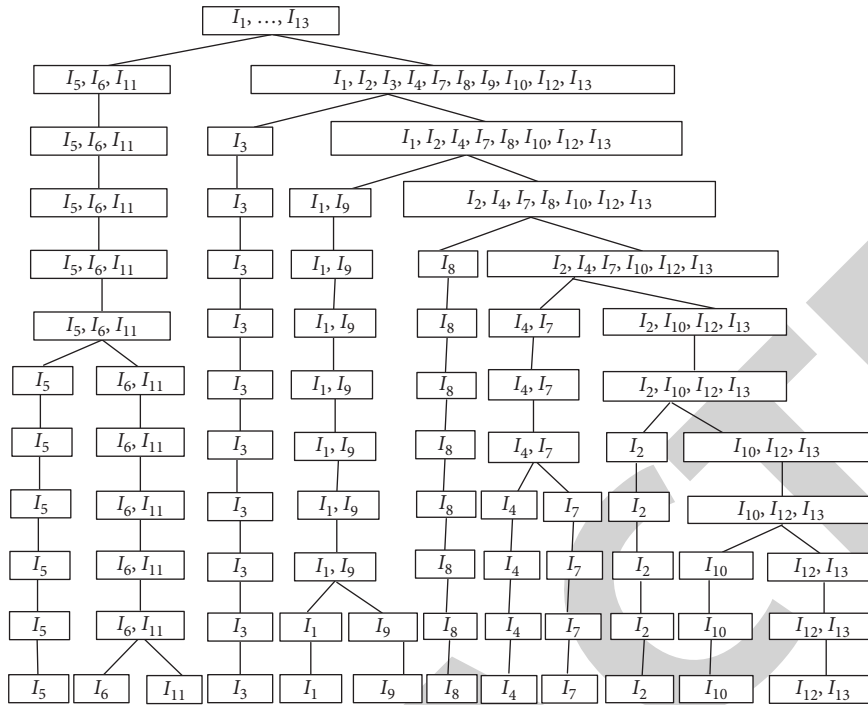 I₁, …, I₁₃
I₅, I₆, I₁₁ I₁, I₂, I₃, I₄, I₇, I₈, I₉, I₁₀, I₁₂, I₁₃
I₅, I₆, I₁₁ I₃ I₁, I₂, I₄, I₇, I₈, I₁₀, I₁₂, I₁₃
I₅, I₆, I₁₁ I₃ I₁, I₉ I₂, I₄, I₇, I₈, I₁₀, I₁₂, I₁₃
I₅, I₆, I₁₁ I₃ I₁, I₉ I₈ I₂, I₄, I₇, I₁₀, I₁₂, I₁₃
I₅, I₆, I₁₁ I₃ I₁, I₉ I₈ I₄, I₇ I₂, I₁₀, I₁₂, I₁₃
I₅ I₆, I₁₁ I₃ I₁, I₉ I₈ I₄, I₇ I₂, I₁₀, I₁₂, I₁₃
I₅ I₆, I₁₁ I₃ I₁, I₉ I₈ I₄, I₇ I₂ I₁₀, I₁₂, I₁₃
I₅ I₆, I₁₁ I₃ I₁, I₉ I₈ I₄ I₇ I₂ I₁₀, I₁₂, I₁₃
I₅ I₆, I₁₁ I₃ I₁, I₉ I₈ I₄ I₇ I₂ I₁₀ I₁₂, I₁₃
I₅ I₆, I₁₁ I₃ I₁ I₉ I₈ I₄ I₇ I₂ I₁₀ I₁₂, I₁₃
I₅ I₆ I₁₁ I₃ I₁ I₉ I₈ I₄ I₇ I₂ I₁₀ I₁₂, I₁₃